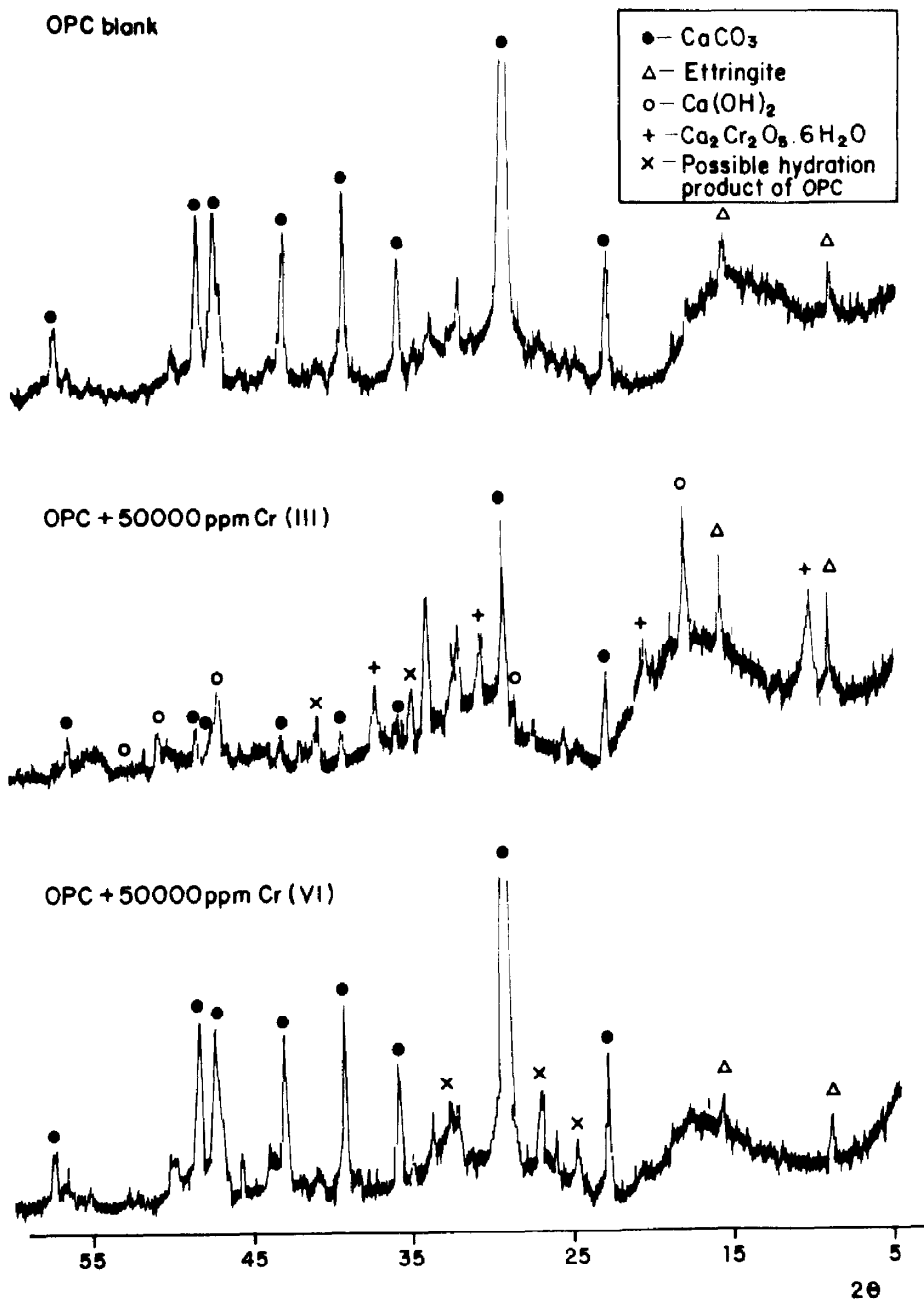 OPC blank
●– CaCO₃
△– Ettringite
○– Ca(OH)₂
+ –Ca₂Cr₂O₅.6H₂O
× – Possible hydration
product of OPC
OPC + 50000 ppm Cr (III)
OPC + 50000 ppm Cr (VI)
55 45 35 25 15 5
2θ